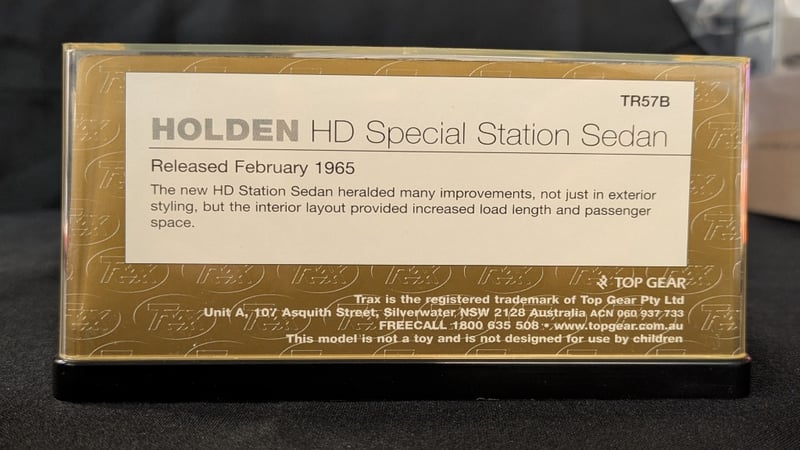 TR57B
HOLDEN HD Special Station Sedan
Released February 1965
The new HD Station Sedan heralded many improvements, not just in exterior
styling, but the interior layout provided increased load length and passenger
space.
TOP GEAR
Trax is the registered trademark of Top Gear Pty Ltd
Unit A, 107 Asquith Street, Silverwater NSW 2128 Australia ACN 060 937 733
FREECALL 1800 635 508 • www.topgear.com.au
This model is not a toy and is not designed for use by children